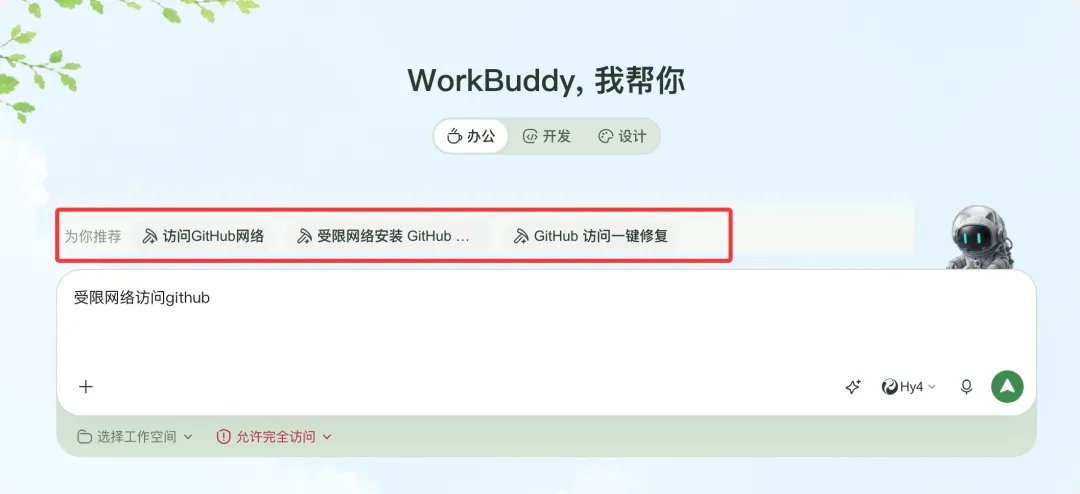 WorkBuddy, 我帮你
办公 开发 设计
为你推荐 访问GitHub网络 受限网络安装 GitHub ... GitHub 访问一键修复
受限网络访问github
Hy4
选择工作空间 允许完全访问